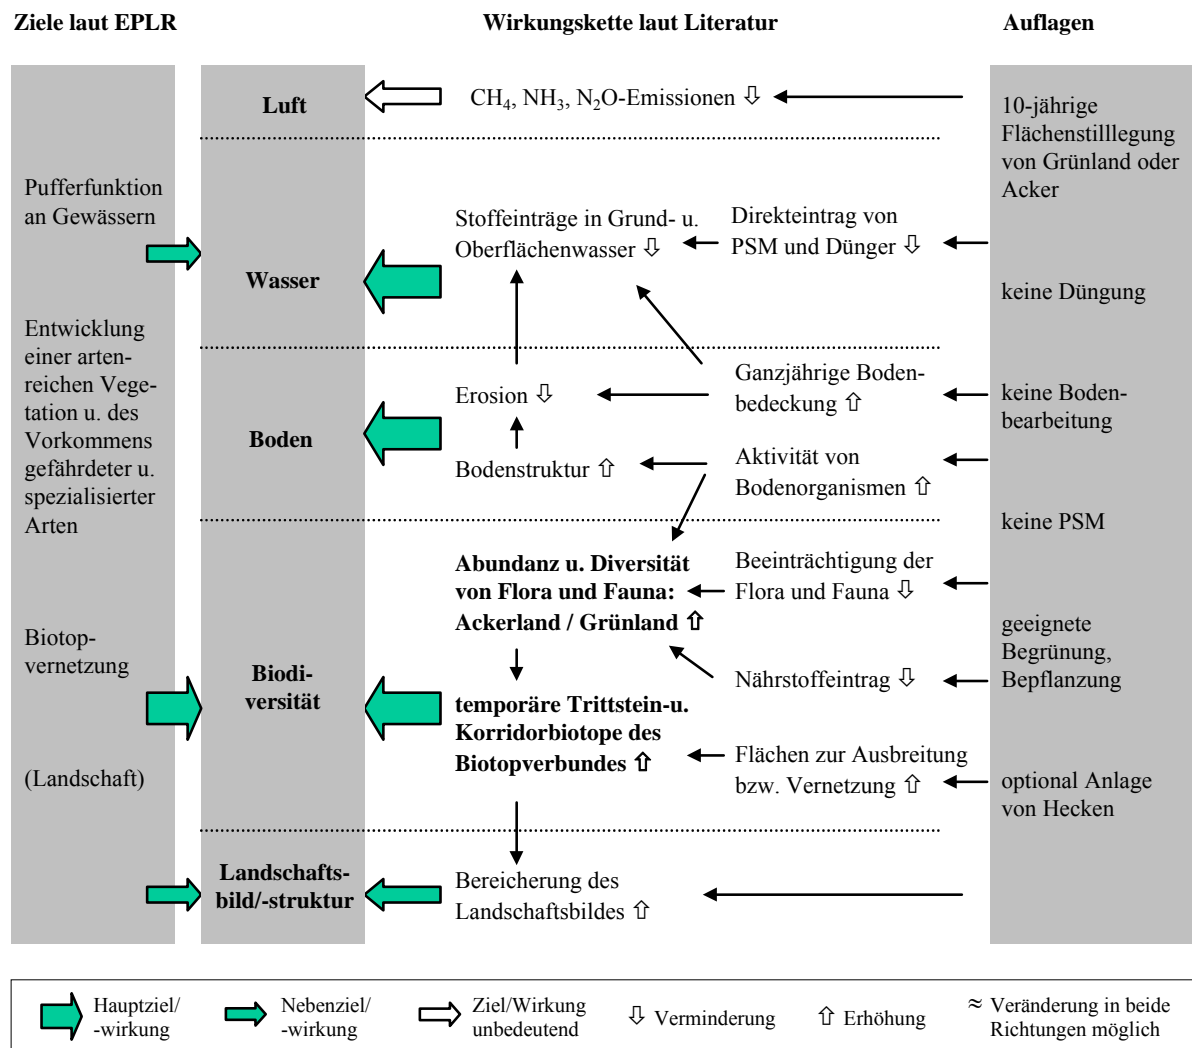 Ziele laut EPLR
Wirkungskette laut Literatur
Auflagen
Pufferfunktion
an Gewässern
Entwicklung
einer arten-
reichen Vege-
tation u. des
Vorkommens
gefährdeter u.
spezialisierter
Arten
Biotop-
vernetzung
(Landschaft)
Luft
Wasser
Boden
Biodi-
versität
Landschafts-
bild/-struktur
CH₄, NH₃, N₂O-Emissionen ⇩
Stoffeinträge in Grund- u.
Oberflächenwasser ⇩
Direkteintrag von
PSM und Dünger ⇩
Erosion ⇩
Ganzjährige Boden-
bedeckung ⇧
Bodenstruktur ⇧
Aktivität von
Bodenorganismen ⇧
Abundanz u. Diversität
von Flora und Fauna:
Ackerland / Grünland ⇧
Beeinträchtigung der
Flora und Fauna ⇩
Nährstoffeintrag ⇩
temporäre Trittstein-u.
Korridorbiotope des
Biotopverbundes ⇧
Flächen zur Ausbreitung
bzw. Vernetzung ⇧
Bereicherung des
Landschaftsbildes ⇧
10-jährige
Flächenstilllegung
von Grünland oder
Acker
keine Düngung
keine Boden-
bearbeitung
keine PSM
geeignete
Begrünung,
Bepflanzung
optional Anlage
von Hecken
Hauptziel/
-wirkung
Nebenziel/
-wirkung
Ziel/Wirkung
unbedeutend
⇩ Verminderung
⇧ Erhöhung
≈ Veränderung in beide
Richtungen möglich